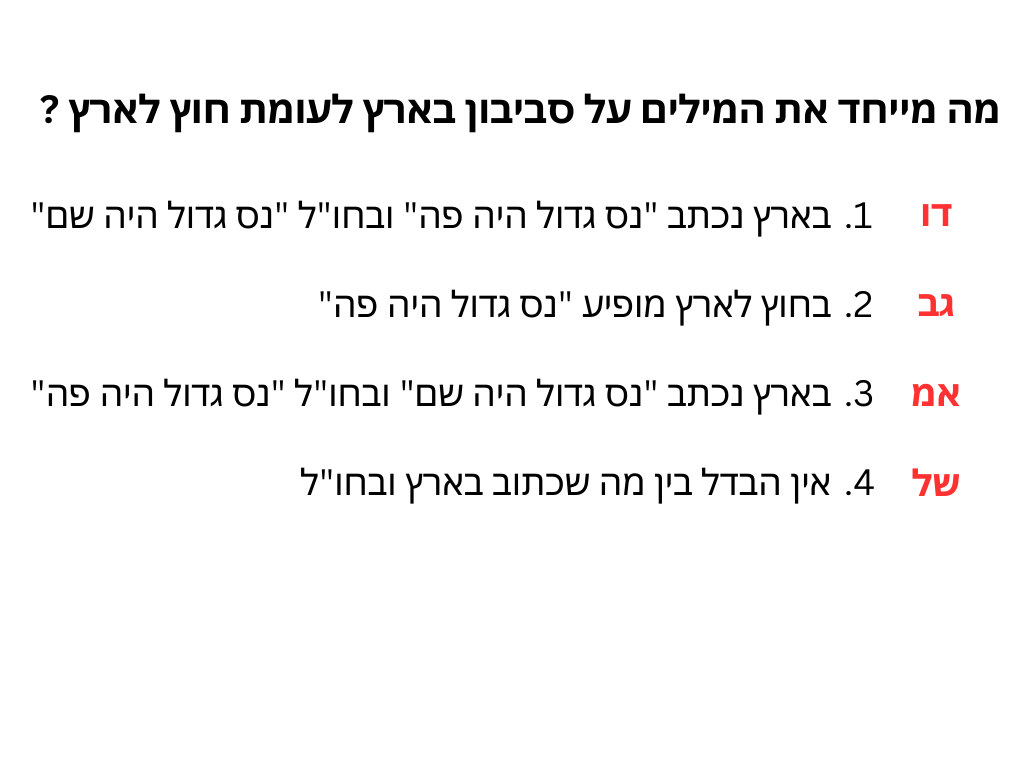 מה מייחד את המילים על סביבון בארץ לעומת חוץ לארץ ?
דו 1. בארץ נכתב "נס גדול היה פה" ובחו"ל "נס גדול היה שם"
גב 2. בחוץ לארץ מופיע "נס גדול היה פה"
אמ 3. בארץ נכתב "נס גדול היה שם" ובחו"ל "נס גדול היה פה"
של 4. אין הבדל בין מה שכתוב בארץ ובחו"ל